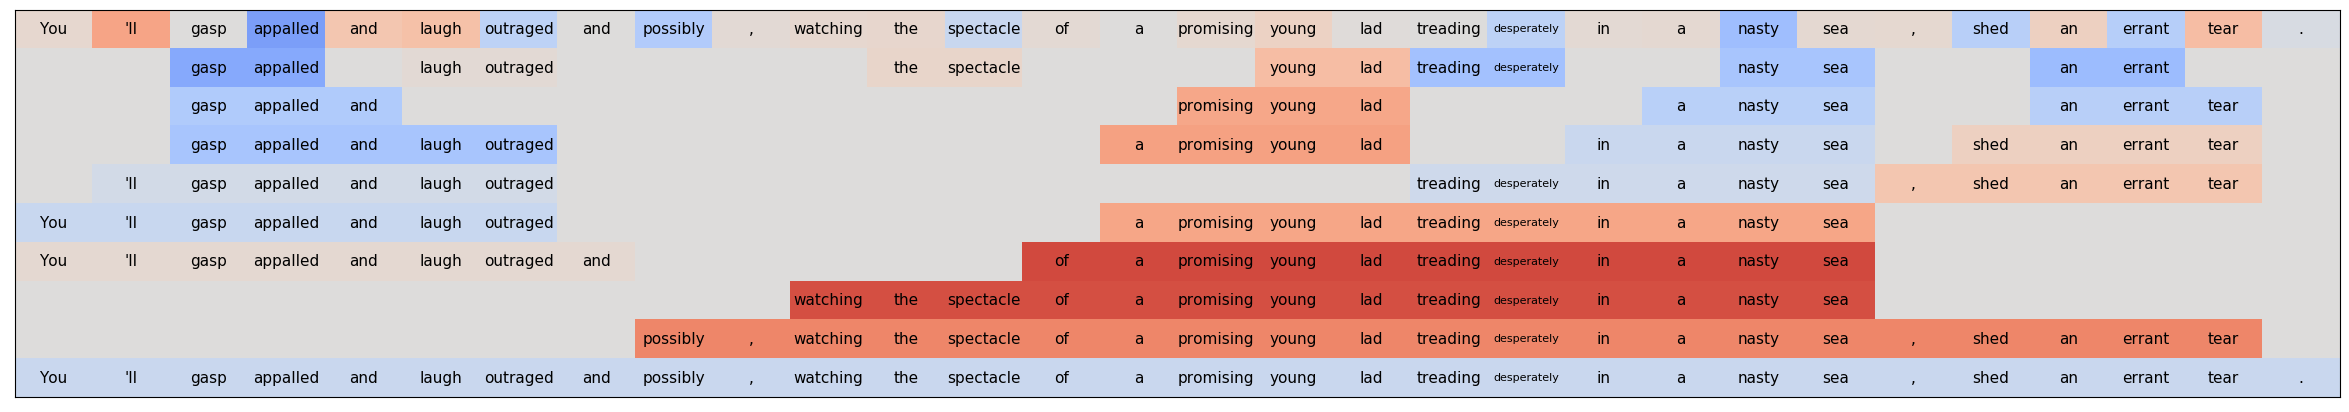 You 'll gasp appalled and laugh outraged and possibly , watching the spectacle of a promising young lad treading desperately in a nasty sea , shed an errant tear .
gasp appalled laugh outraged the spectacle young lad treading desperately nasty sea an errant
gasp appalled and promising young lad a nasty sea an errant tear
gasp appalled and laugh outraged a promising young lad in a nasty sea shed an errant tear
'll gasp appalled and laugh outraged treading desperately in a nasty sea , shed an errant tear
You 'll gasp appalled and laugh outraged a promising young lad treading desperately in a nasty sea
You 'll gasp appalled and laugh outraged and of a promising young lad treading desperately in a nasty sea
watching the spectacle of a promising young lad treading desperately in a nasty sea
possibly , watching the spectacle of a promising young lad treading desperately in a nasty sea , shed an errant tear
You 'll gasp appalled and laugh outraged and possibly , watching the spectacle of a promising young lad treading desperately in a nasty sea , shed an errant tear .